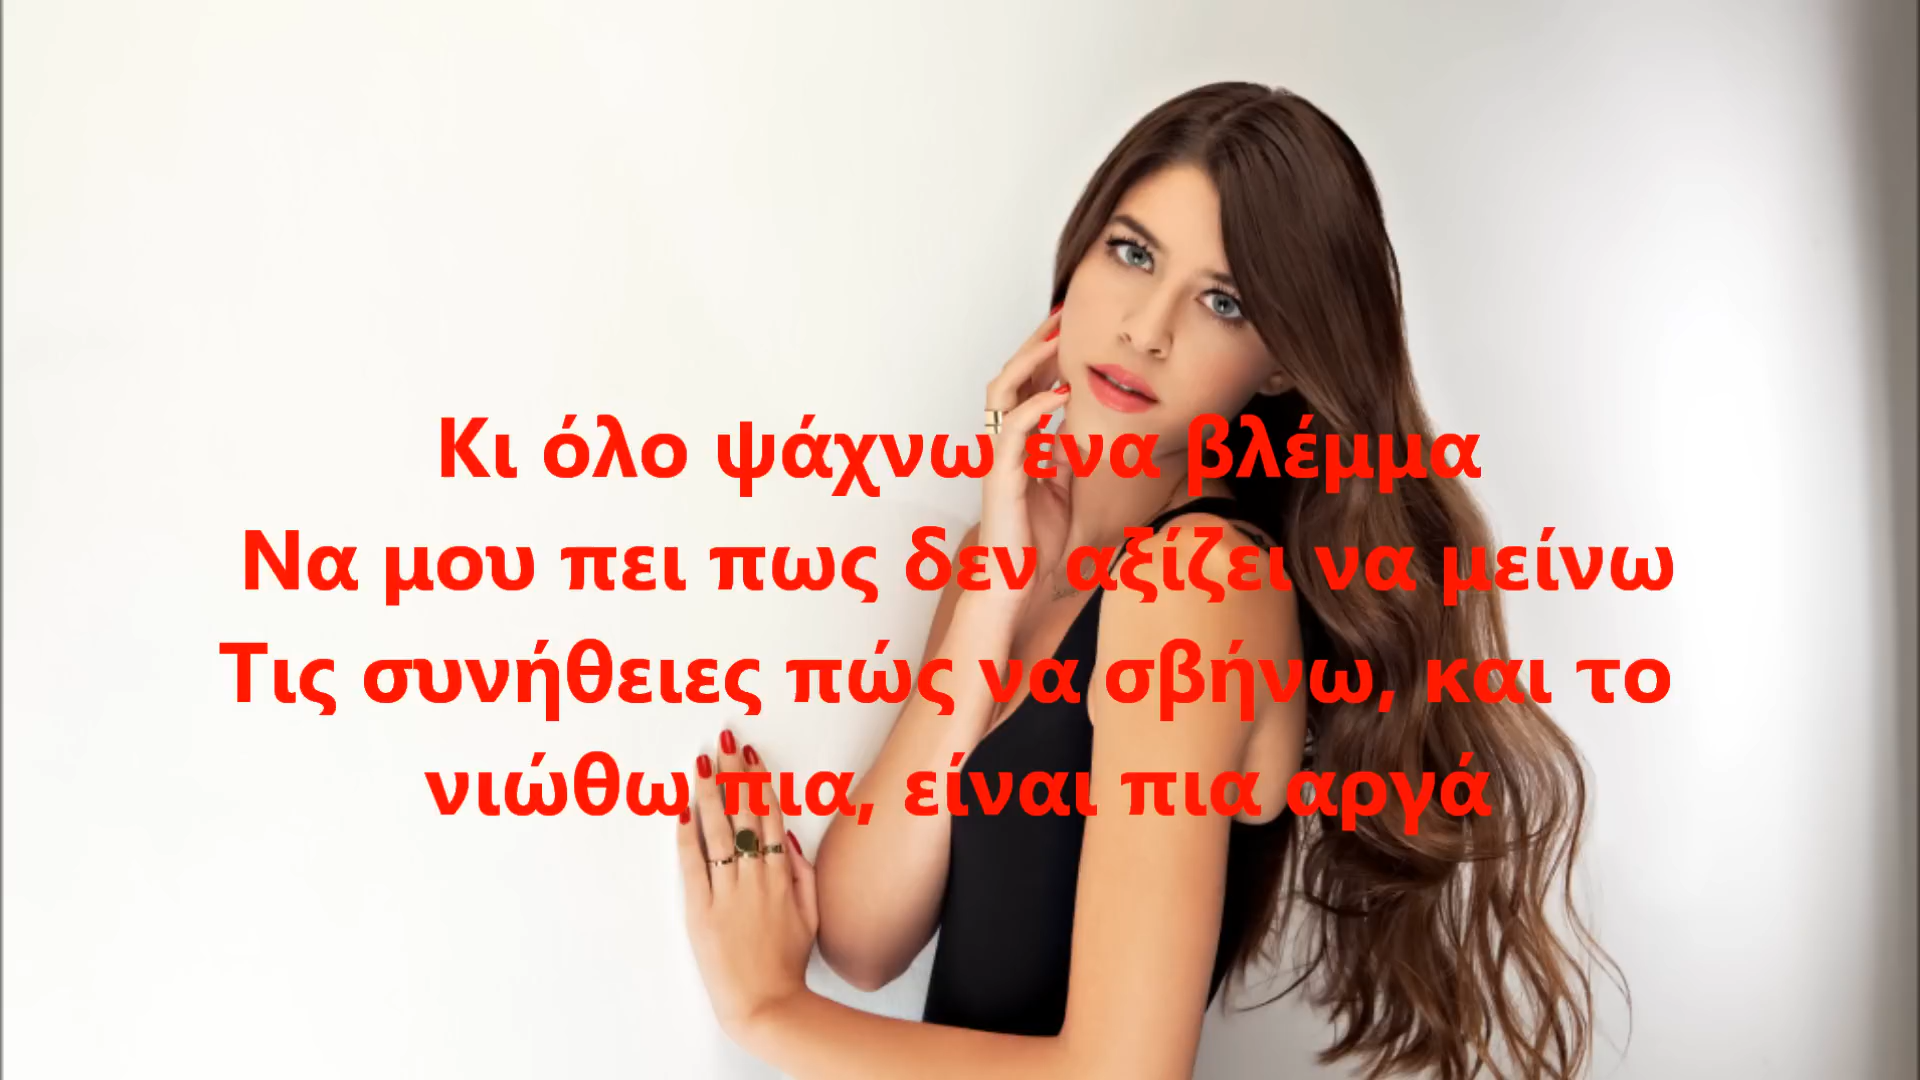 Κι όλο ψάχνω ένα βλέμμα
Να μου πει πως δεν αξίζει να μείνω
Τις συνήθειες πώς να σβήνω, και το
νιώθω πια, είναι πια αργά